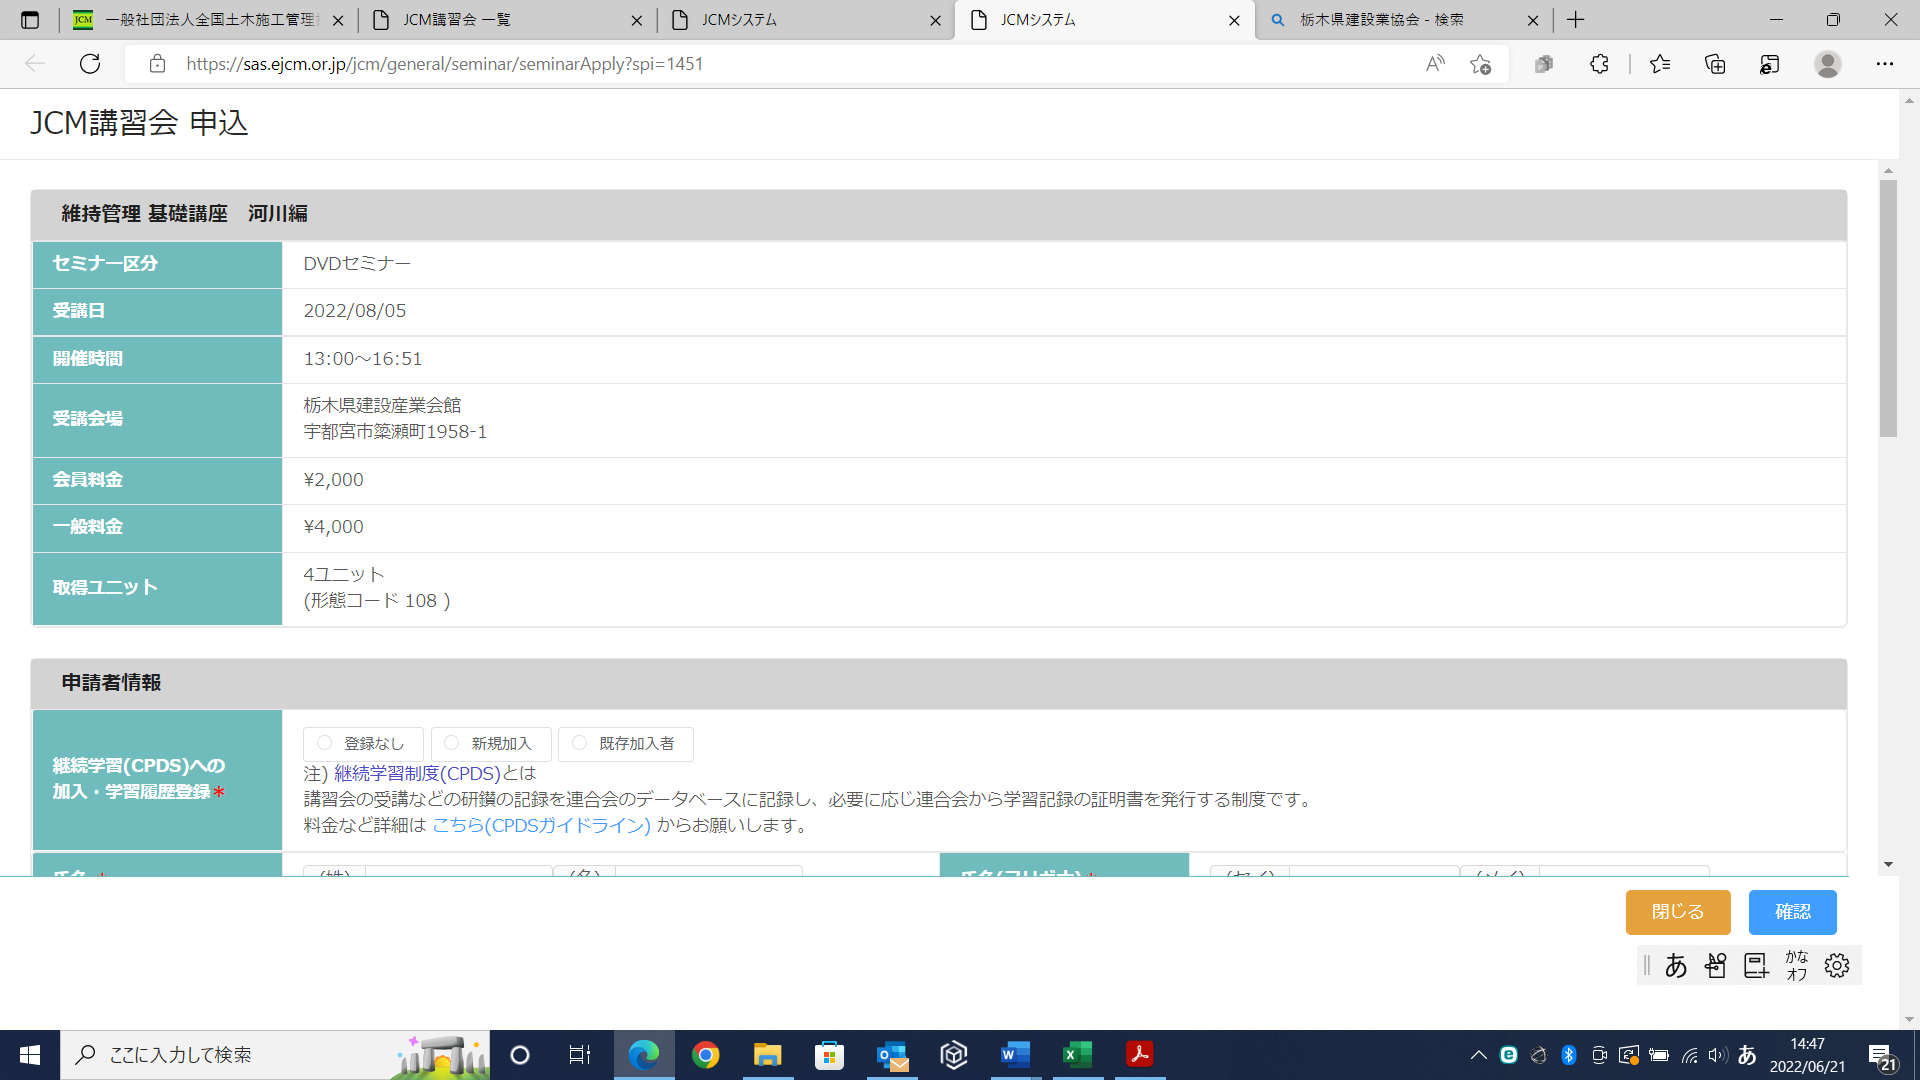 一般社団法人全国土木施工管理
JCM講習会 一覧
JCMシステム
JCMシステム
栃木県建設業協会 - 検索
https://sas.ejcm.or.jp/jcm/general/seminar/seminarApply?spi=1451
JCM講習会 申込
維持管理 基礎講座　河川編
セミナー区分
DVDセミナー
受講日
2022/08/05
開催時間
13:00～16:51
受講会場
栃木県建設産業会館
宇都宮市簗瀬町1958-1
会員料金
¥2,000
一般料金
¥4,000
取得ユニット
4ユニット
(形態コード 108 )
申請者情報
継続学習(CPDS)への
加入・学習履歴登録*
登録なし 新規加入 既存加入者
注) 継続学習制度(CPDS)とは
講習会の受講などの研鑚の記録を連合会のデータベースに記録し、必要に応じ連合会から学習記録の証明書を発行する制度です。
料金など詳細は こちら(CPDSガイドライン) からお願いします。
閉じる
確認
あ
かな
オフ
ここに入力して検索
あ
14:47
2022/06/21
21